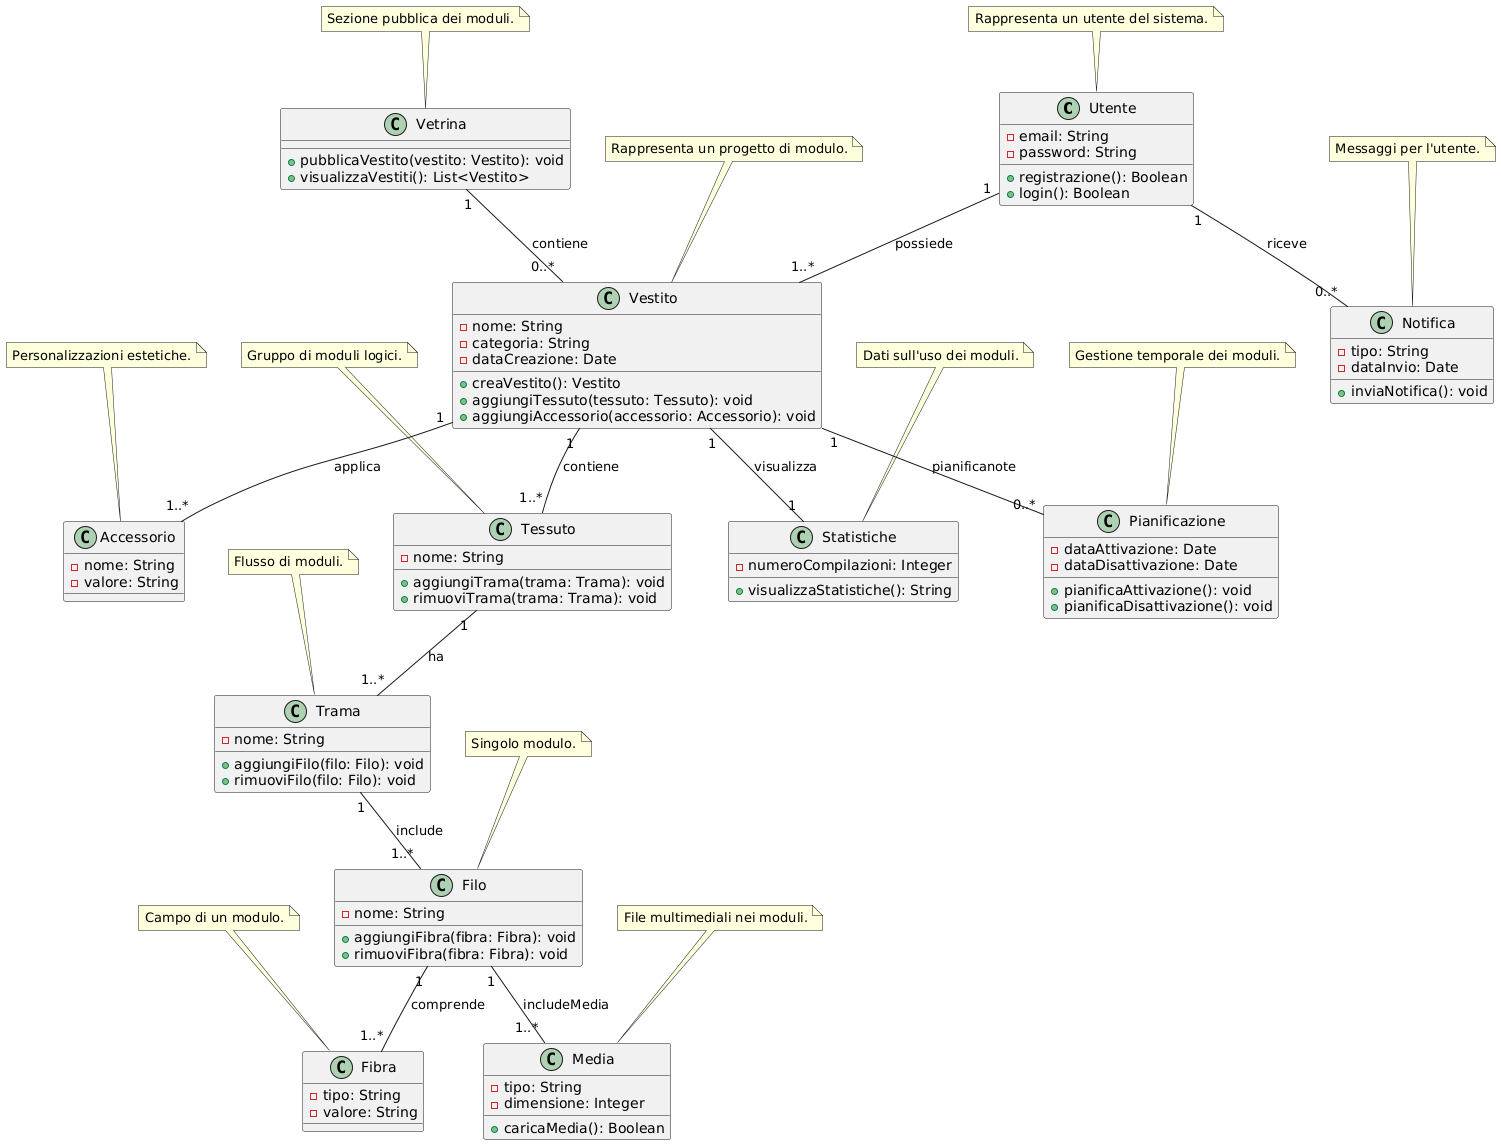 Sezione pubblica dei moduli.
Rappresenta un utente del sistema.
C Vetrina
pubblicaVestito(vestito: Vestito): void
visualizzaVestiti(): List<Vestito>
Rappresenta un progetto di modulo.
C Utente
email: String
password: String
registrazione(): Boolean
login(): Boolean
Messaggi per l'utente.
1
contiene
0..*
1
possiede
1..*
1
riceve
0..*
C Vestito
nome: String
categoria: String
dataCreazione: Date
creaVestito(): Vestito
aggiungiTessuto(tessuto: Tessuto): void
aggiungiAccessorio(accessorio: Accessorio): void
C Notifica
tipo: String
dataInvio: Date
inviaNotifica(): void
Personalizzazioni estetiche.
Gruppo di moduli logici.
Dati sull'uso dei moduli.
Gestione temporale dei moduli.
1
applica
1..*
1
contiene
1..*
1
visualizza
1
1
pianificanote
0..*
C Accessorio
nome: String
valore: String
C Tessuto
nome: String
aggiungiTrama(trama: Trama): void
rimuoviTrama(trama: Trama): void
C Statistiche
numeroCompilazioni: Integer
visualizzaStatistiche(): String
C Pianificazione
dataAttivazione: Date
dataDisattivazione: Date
pianificaAttivazione(): void
pianificaDisattivazione(): void
Flusso di moduli.
1
ha
1..*
C Trama
nome: String
aggiungiFilo(filo: Filo): void
rimuoviFilo(filo: Filo): void
Singolo modulo.
1
include
1..*
C Filo
nome: String
aggiungiFibra(fibra: Fibra): void
rimuoviFibra(fibra: Fibra): void
Campo di un modulo.
File multimediali nei moduli.
1
comprende
1..*
1
includeMedia
1..*
C Fibra
tipo: String
valore: String
C Media
tipo: String
dimensione: Integer
caricaMedia(): Boolean